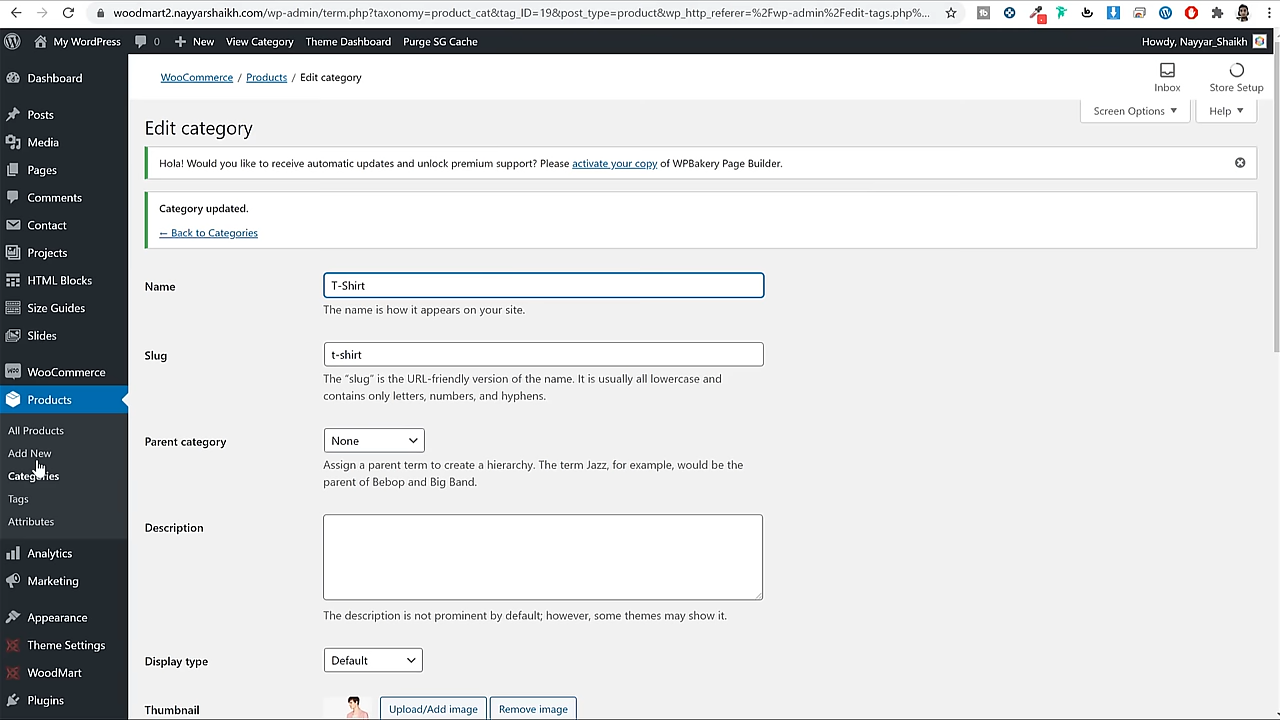 woodmart2.nayyarshaikh.com/wp-admin/term.php?taxonomy=product_cat&tag_ID=19&post_type=product&wp_http_referer=%2Fwp-admin%2Fedit-tags.php%...
My WordPress 0 New View Category Theme Dashboard Purge SG Cache Howdy, Nayyar_Shaikh
Dashboard
Posts
Media
Pages
Comments
Contact
Projects
HTML Blocks
Size Guides
Slides
WooCommerce
Products
All Products
Add New
Categories
Tags
Attributes
Analytics
Marketing
Appearance
Theme Settings
WoodMart
Plugins
WooCommerce / Products / Edit category
Inbox
Store Setup
Screen Options ▼
Help ▼
Edit category
Hola! Would you like to receive automatic updates and unlock premium support? Please activate your copy of WPBakery Page Builder.
Category updated.
← Back to Categories
Name
T-Shirt
The name is how it appears on your site.
Slug
t-shirt
The “slug” is the URL-friendly version of the name. It is usually all lowercase and
contains only letters, numbers, and hyphens.
Parent category
None
Assign a parent term to create a hierarchy. The term Jazz, for example, would be the
parent of Bebop and Big Band.
Description
The description is not prominent by default; however, some themes may show it.
Display type
Default
Thumbnail
Upload/Add image
Remove image